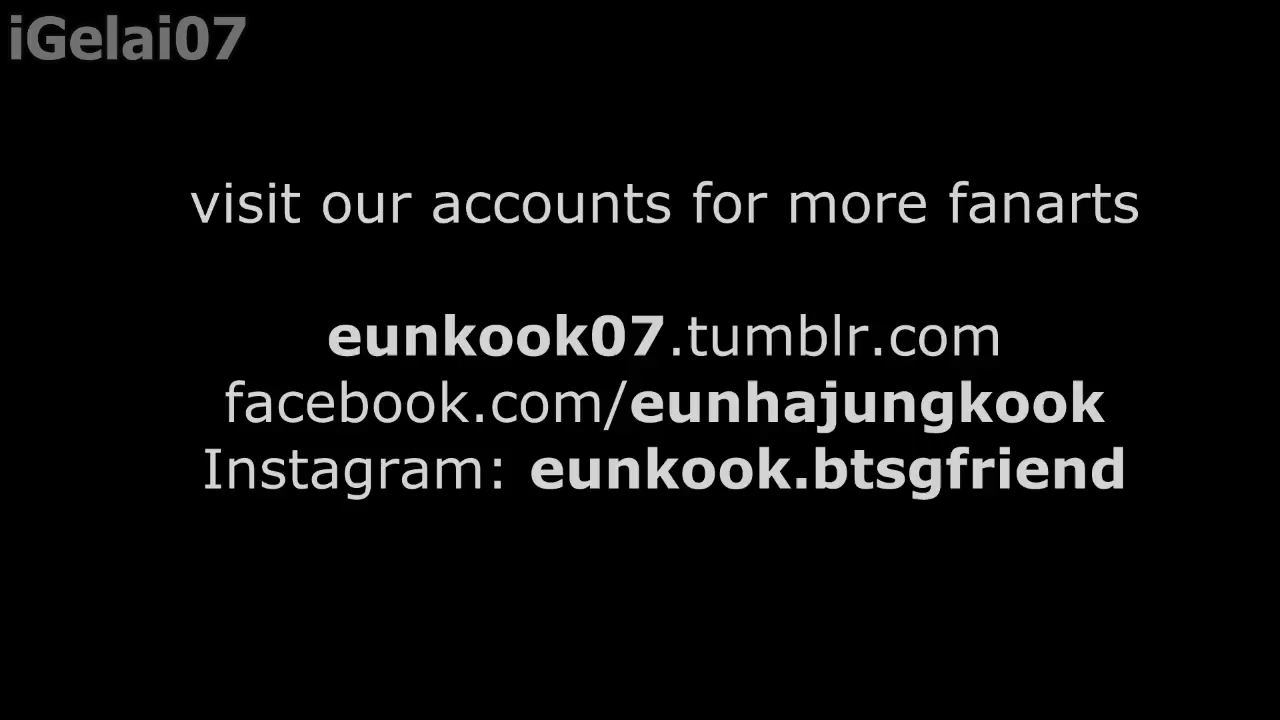 iGelai07
visit our accounts for more fanarts
eunkook07.tumblr.com
facebook.com/eunhajungkook
Instagram: eunkook.btsgfriend